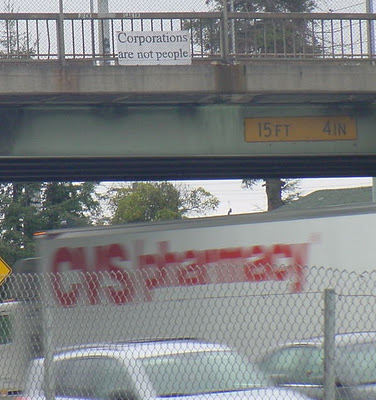 Corporations
are not people
15 FT 4 IN
CVS/pharmacy